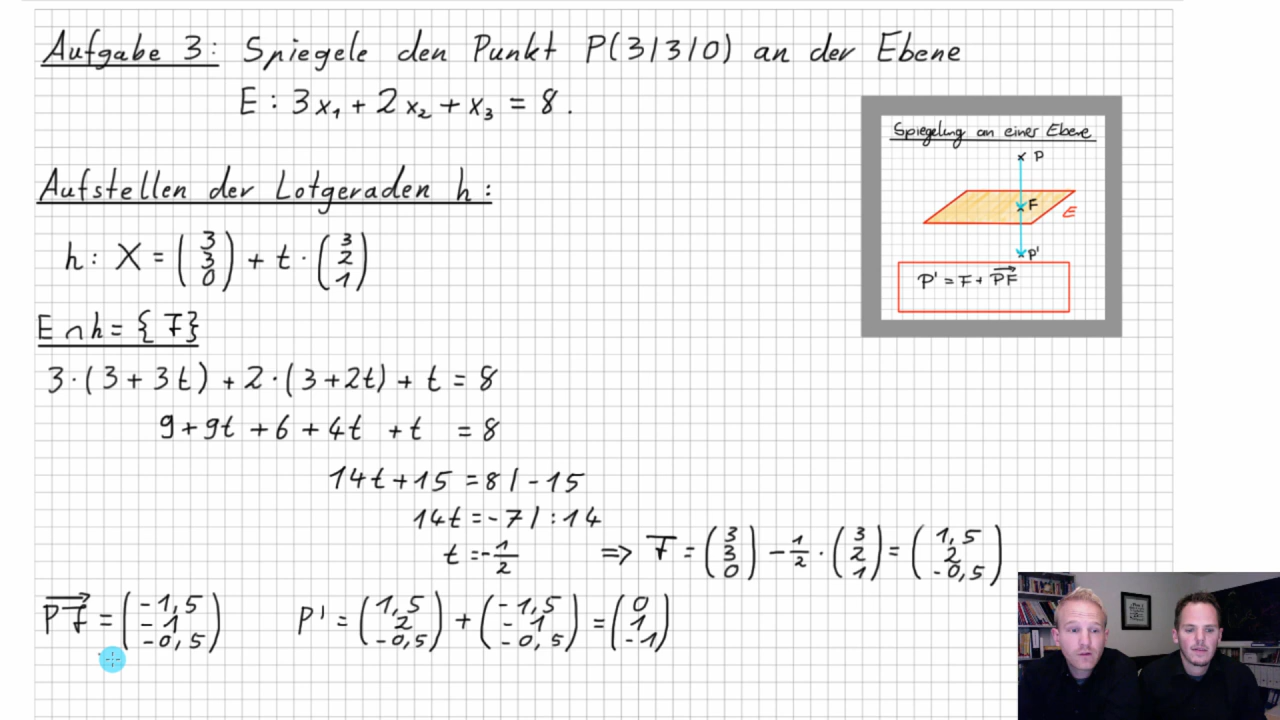 Aufgabe 3: Spiegele den Punkt P(3|3|0) an der Ebene
E: 3x₁ + 2x₂ + x₃ = 8.
Spiegelung an einer Ebene
P
F
E
P'
P' = F + \overrightarrow{PF}
Aufstellen der Lotgeraden h:
h: X = (3 3 0) + t · (3 2 1)
E ∩ h = { F }
3·(3 + 3t) + 2·(3 + 2t) + t = 8
9 + 9t + 6 + 4t + t = 8
14t + 15 = 8 | - 15
14t = -7 | : 14
t = -1/2 ⇒ F = (3 3 0) - 1/2 · (3 2 1) = (1,5 2 -0,5)
\overrightarrow{PF} = (-1,5 -1 -0,5) P' = (1,5 2 -0,5) + (-1,5 -1 -0,5) = (0 1 -1)